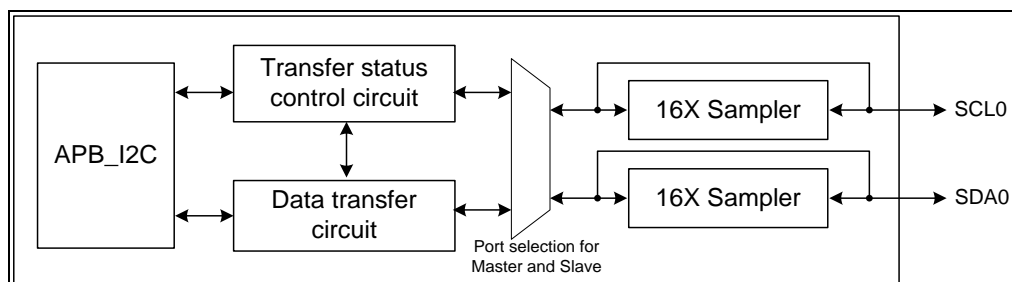 Transfer status
control circuit
APB_I2C
Data transfer
circuit
Port selection for
Master and Slave
16X Sampler
SCL0
16X Sampler
SDA0